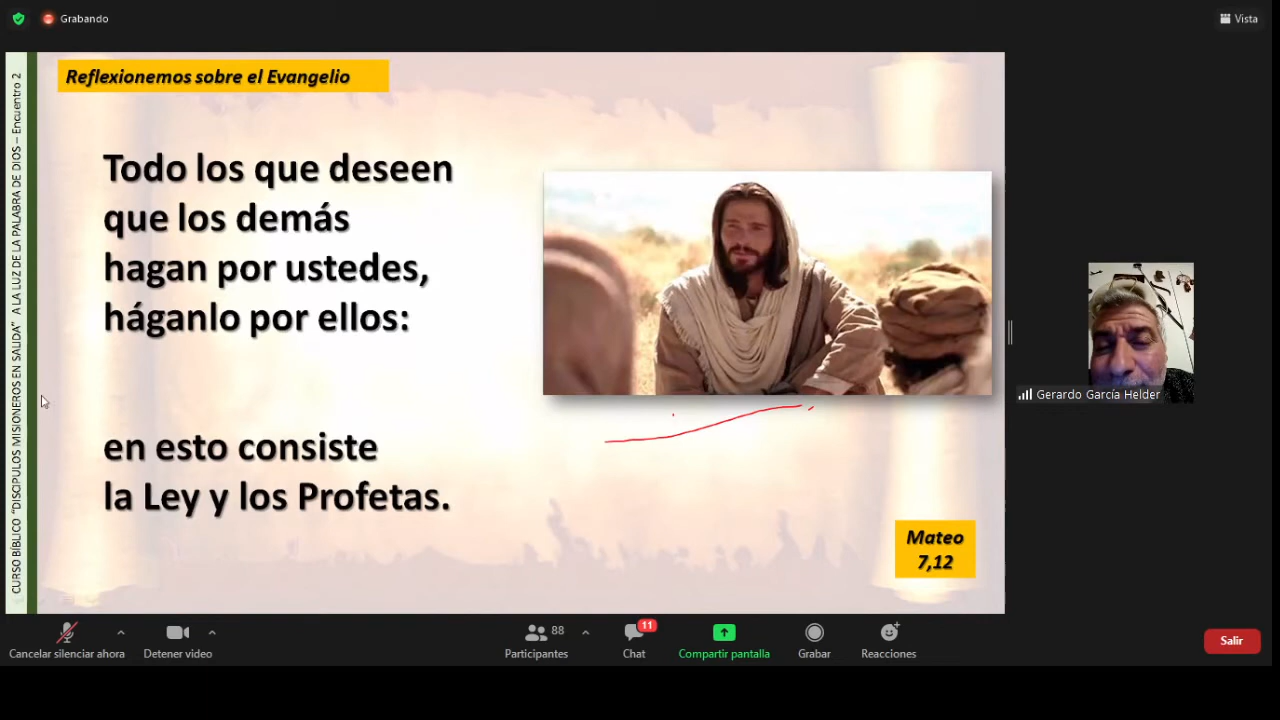 Grabando
Vista
CURSO BÍBLICO “DISCIPULOS MISIONEROS EN SALIDA” A LA LUZ DE LA PALABRA DE DIOS – Encuentro 2
Reflexionemos sobre el Evangelio
Todo los que deseen
que los demás
hagan por ustedes,
háganlo por ellos:
en esto consiste
la Ley y los Profetas.
Mateo
7,12
Gerardo García Helder
Cancelar silenciar ahora
Detener video
88
Participantes
11
Chat
Compartir pantalla
Grabar
Reacciones
Salir